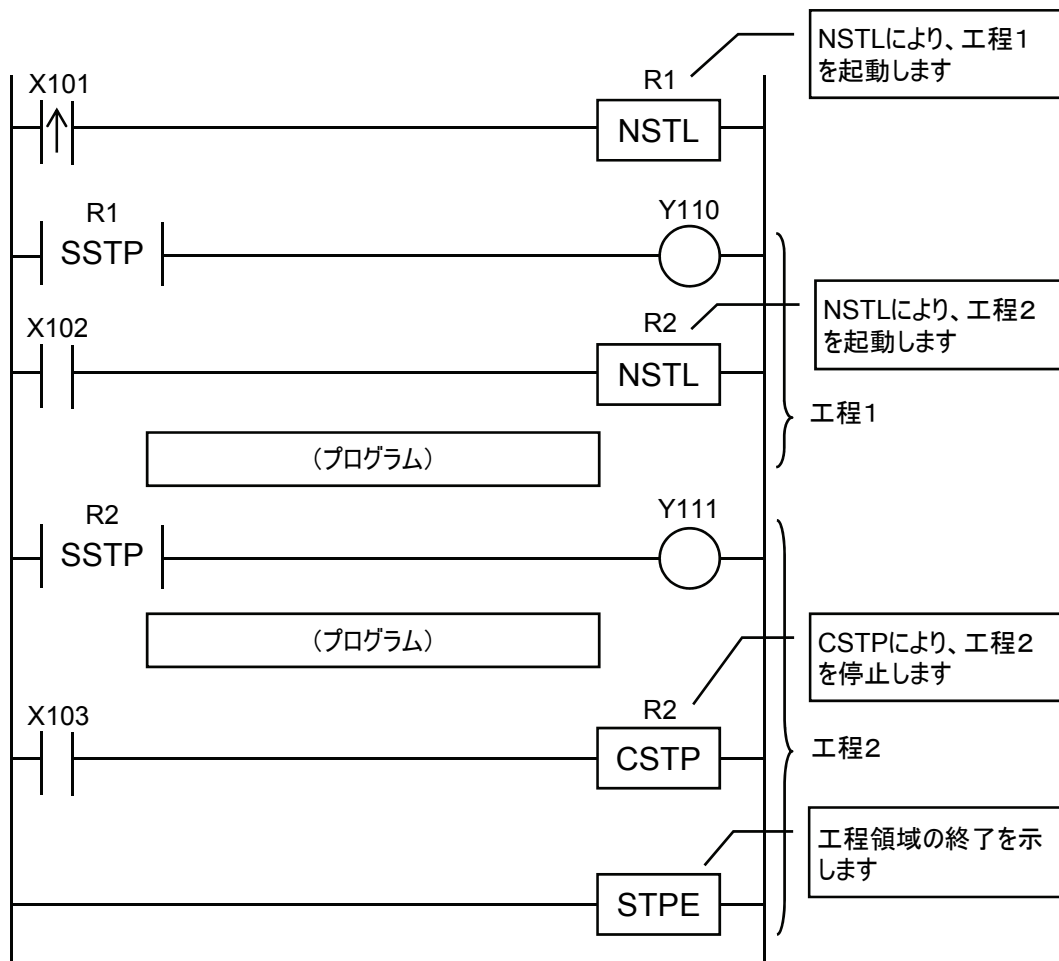 NSTLにより、工程1
を起動します
X101
R1
NSTL
R1
SSTP
Y110
NSTLにより、工程2
を起動します
X102
R2
NSTL
工程1
(プログラム)
R2
SSTP
Y111
(プログラム)
CSTPにより、工程2
を停止します
X103
R2
CSTP
工程2
工程領域の終了を示
します
STPE